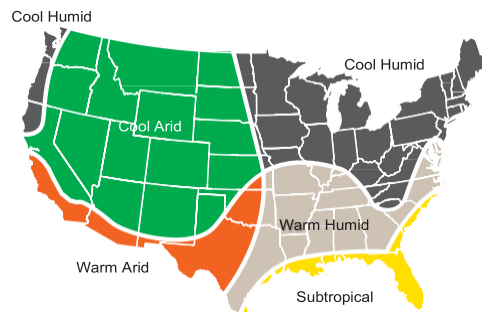 Cool Humid
Cool Humid
Cool Arid
Warm Humid
Warm Arid
Subtropical